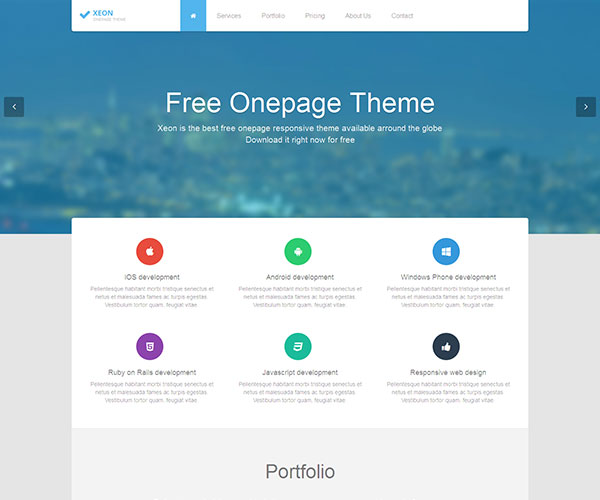 XEON
ONEPAGE THEME
Services Portfolio Pricing About Us Contact
Free Onepage Theme
Xeon is the best free onepage responsive theme available arround the globe
Download it right now for free
IOS development Android development Windows Phone development
Pellentesque habitant morbi tristique senectus et Pellentesque habitant morbi tristique senectus et Pellentesque habitant morbi tristique senectus et
netus et malesuada fames ac turpis egestas. netus et malesuada fames ac turpis egestas. netus et malesuada fames ac turpis egestas.
Vestibulum tortor quam, feugiat vitae. Vestibulum tortor quam, feugiat vitae. Vestibulum tortor quam, feugiat vitae.
Ruby on Rails development Javascript development Responsive web design
Pellentesque habitant morbi tristique senectus et Pellentesque habitant morbi tristique senectus et Pellentesque habitant morbi tristique senectus et
netus et malesuada fames ac turpis egestas. netus et malesuada fames ac turpis egestas. netus et malesuada fames ac turpis egestas.
Vestibulum tortor quam, feugiat vitae. Vestibulum tortor quam, feugiat vitae. Vestibulum tortor quam, feugiat vitae.
Portfolio